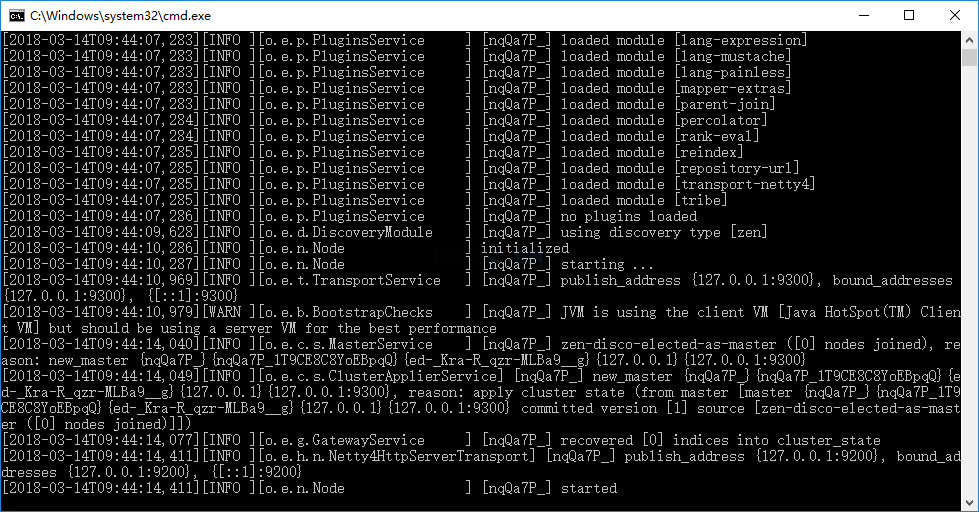 C:\Windows\system32\cmd.exe
[2018-03-14T09:44:07,283][INFO ][o.e.p.PluginsService     ] [nqQa7P_] loaded module [lang-expression]
[2018-03-14T09:44:07,283][INFO ][o.e.p.PluginsService     ] [nqQa7P_] loaded module [lang-mustache]
[2018-03-14T09:44:07,283][INFO ][o.e.p.PluginsService     ] [nqQa7P_] loaded module [lang-painless]
[2018-03-14T09:44:07,283][INFO ][o.e.p.PluginsService     ] [nqQa7P_] loaded module [mapper-extras]
[2018-03-14T09:44:07,283][INFO ][o.e.p.PluginsService     ] [nqQa7P_] loaded module [parent-join]
[2018-03-14T09:44:07,284][INFO ][o.e.p.PluginsService     ] [nqQa7P_] loaded module [percolator]
[2018-03-14T09:44:07,284][INFO ][o.e.p.PluginsService     ] [nqQa7P_] loaded module [rank-eval]
[2018-03-14T09:44:07,285][INFO ][o.e.p.PluginsService     ] [nqQa7P_] loaded module [reindex]
[2018-03-14T09:44:07,285][INFO ][o.e.p.PluginsService     ] [nqQa7P_] loaded module [repository-url]
[2018-03-14T09:44:07,285][INFO ][o.e.p.PluginsService     ] [nqQa7P_] loaded module [transport-netty4]
[2018-03-14T09:44:07,285][INFO ][o.e.p.PluginsService     ] [nqQa7P_] loaded module [tribe]
[2018-03-14T09:44:07,286][INFO ][o.e.p.PluginsService     ] [nqQa7P_] no plugins loaded
[2018-03-14T09:44:09,628][INFO ][o.e.d.DiscoveryModule    ] [nqQa7P_] using discovery type [zen]
[2018-03-14T09:44:10,286][INFO ][o.e.n.Node               ] initialized
[2018-03-14T09:44:10,287][INFO ][o.e.n.Node               ] [nqQa7P_] starting ...
[2018-03-14T09:44:10,969][INFO ][o.e.t.TransportService   ] [nqQa7P_] publish_address {127.0.0.1:9300}, bound_addresses
{127.0.0.1:9300}, {[::1]:9300}
[2018-03-14T09:44:10,979][WARN ][o.e.b.BootstrapChecks    ] [nqQa7P_] JVM is using the client VM [Java HotSpot(TM) Clien
t VM] but should be using a server VM for the best performance
[2018-03-14T09:44:14,040][INFO ][o.e.c.s.MasterService    ] [nqQa7P_] zen-disco-elected-as-master ([0] nodes joined), re
ason: new_master {nqQa7P_}{nqQa7P_1T9CE8C8YoEBpqQ}{ed-_Kra-R_qzr-MLBa9__g}{127.0.0.1}{127.0.0.1:9300}
[2018-03-14T09:44:14,049][INFO ][o.e.c.s.ClusterApplierService] [nqQa7P_] new_master {nqQa7P_}{nqQa7P_1T9CE8C8YoEBpqQ}{e
d-_Kra-R_qzr-MLBa9__g}{127.0.0.1}{127.0.0.1:9300}, reason: apply cluster state (from master [master {nqQa7P_}{nqQa7P_1T9
CE8C8YoEBpqQ}{ed-_Kra-R_qzr-MLBa9__g}{127.0.0.1}{127.0.0.1:9300} committed version [1] source [zen-disco-elected-as-mast
er ([0] nodes joined)]])
[2018-03-14T09:44:14,077][INFO ][o.e.g.GatewayService     ] [nqQa7P_] recovered [0] indices into cluster_state
[2018-03-14T09:44:14,411][INFO ][o.e.h.n.Netty4HttpServerTransport] [nqQa7P_] publish_address {127.0.0.1:9200}, bound_ad
dresses {127.0.0.1:9200}, {[::1]:9200}
[2018-03-14T09:44:14,411][INFO ][o.e.n.Node               ] [nqQa7P_] started